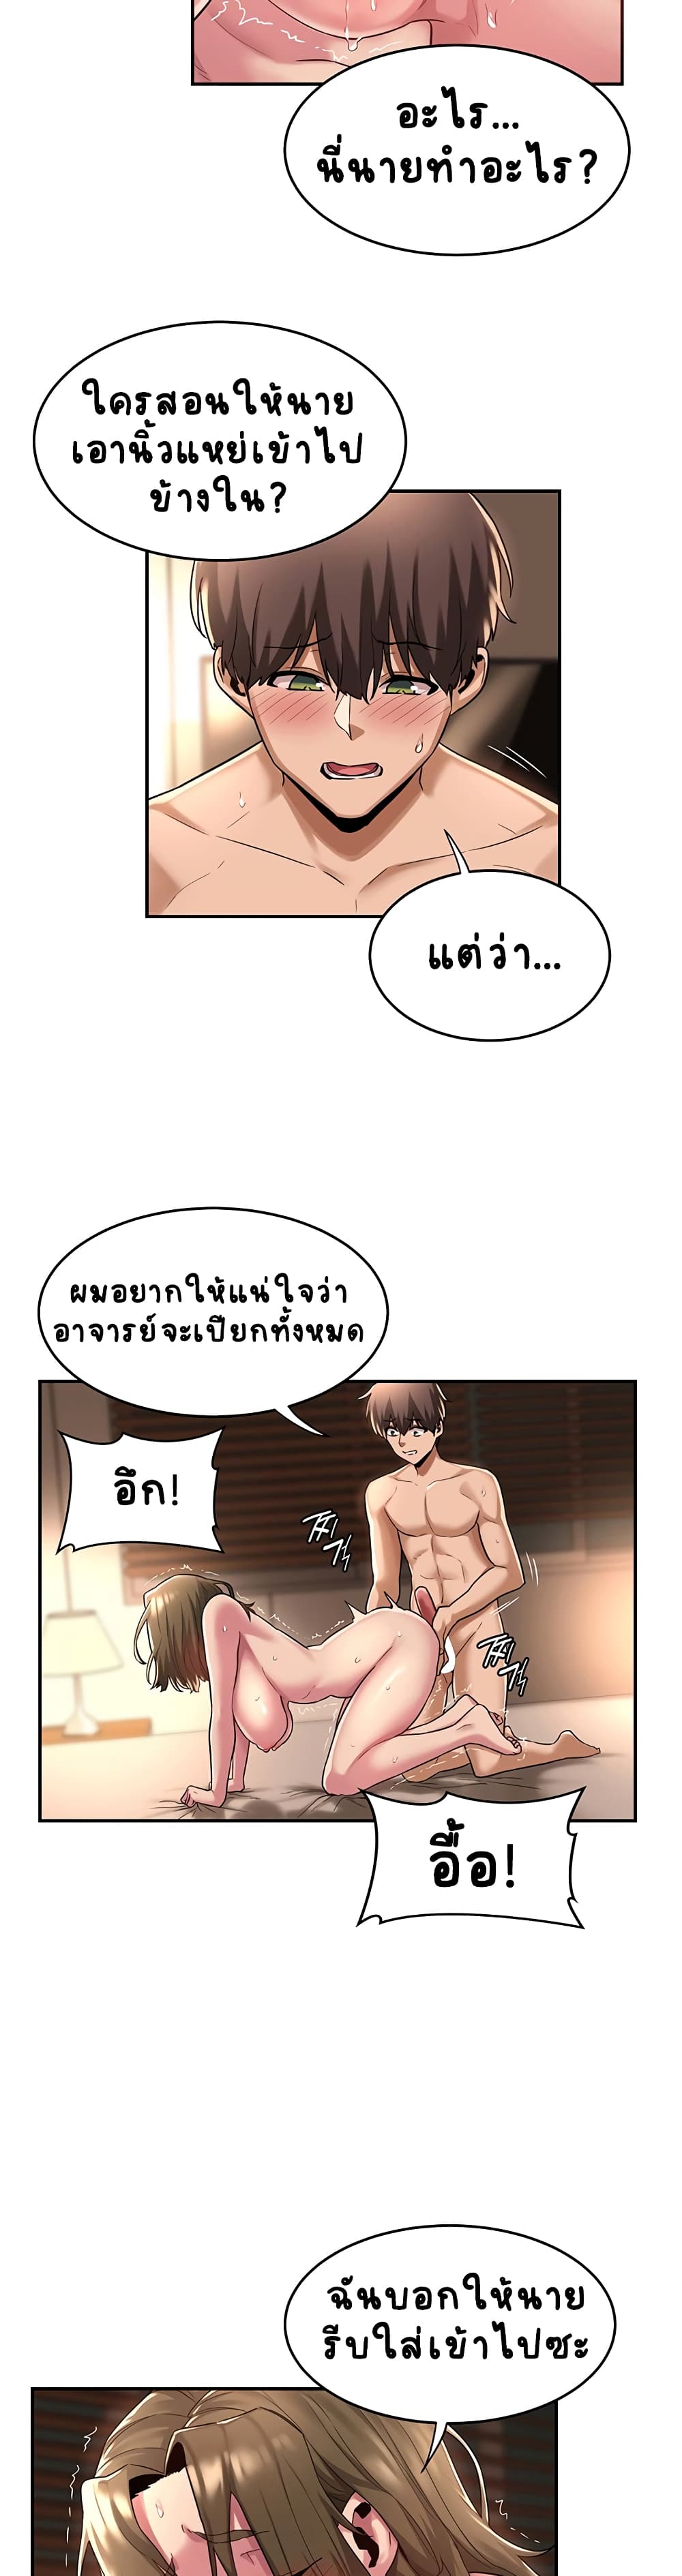 อะไร...
นี่นายทำอะไร?
ใครสอนให้นาย
เอานิ้วแหย่เข้าไป
ข้างใน?
แต่ว่า...
ผมอยากให้แน่ใจว่า
อาจารย์จะเปียกทั้งหมด
อึก!
อื้อ!
ฉันบอกให้นาย
รีบใส่เข้าไปซะ